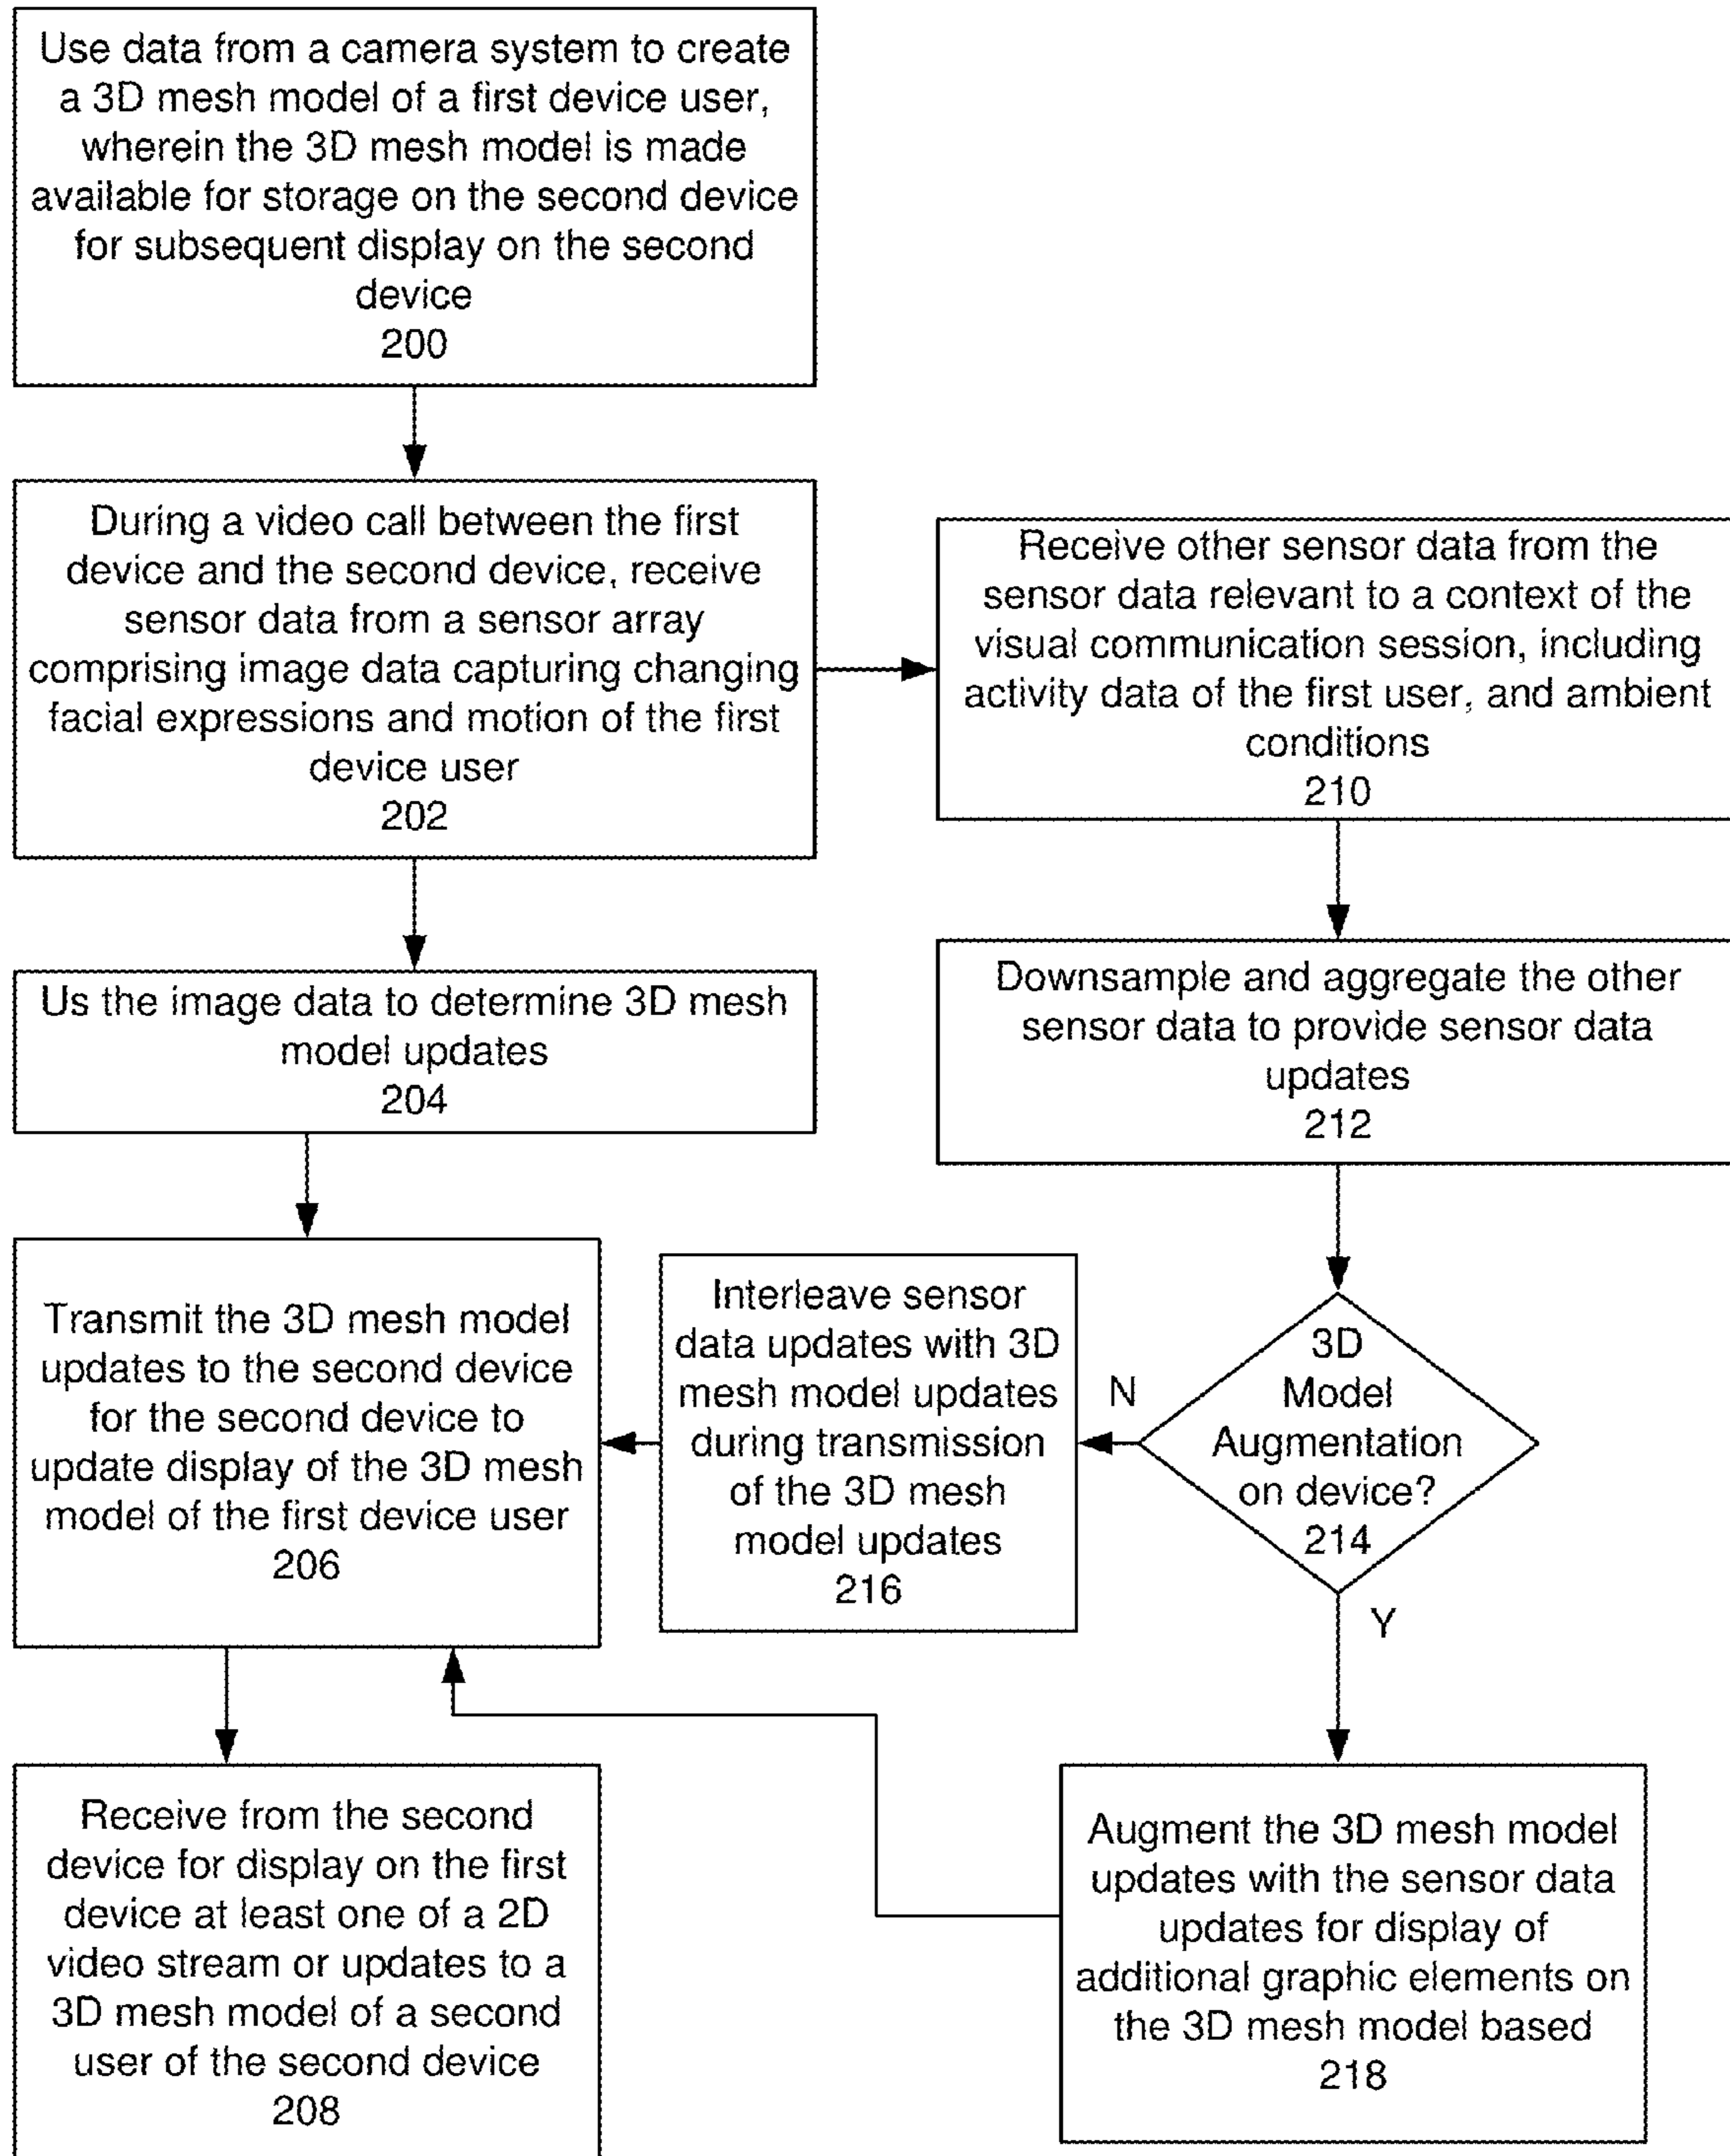 Use data from a camera system to create
a 3D mesh model of a first device user,
wherein the 3D mesh model is made
available for storage on the second device
for subsequent display on the second
device
200
During a video call between the first
device and the second device, receive
sensor data from a sensor array
comprising image data capturing changing
facial expressions and motion of the first
device user
202
Receive other sensor data from the
sensor data relevant to a context of the
visual communication session, including
activity data of the first user, and ambient
conditions
210
Us the image data to determine 3D mesh
model updates
204
Downsample and aggregate the other
sensor data to provide sensor data
updates
212
Transmit the 3D mesh model
updates to the second device
for the second device to
update display of the 3D mesh
model of the first device user
206
Interleave sensor
data updates with 3D
mesh model updates
during transmission
of the 3D mesh
model updates
216
N
3D
Model
Augmentation
on device?
214
Y
Receive from the second
device for display on the first
device at least one of a 2D
video stream or updates to a
3D mesh model of a second
user of the second device
208
Augment the 3D mesh model
updates with the sensor data
updates for display of
additional graphic elements on
the 3D mesh model based
218